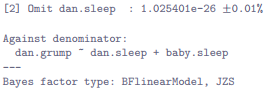 [2] Omit dan.sleep  : 1.025401e-26 ±0.01%
Against denominator:
  dan.grump ~ dan.sleep + baby.sleep
---
Bayes factor type: BFlinearModel, JZS